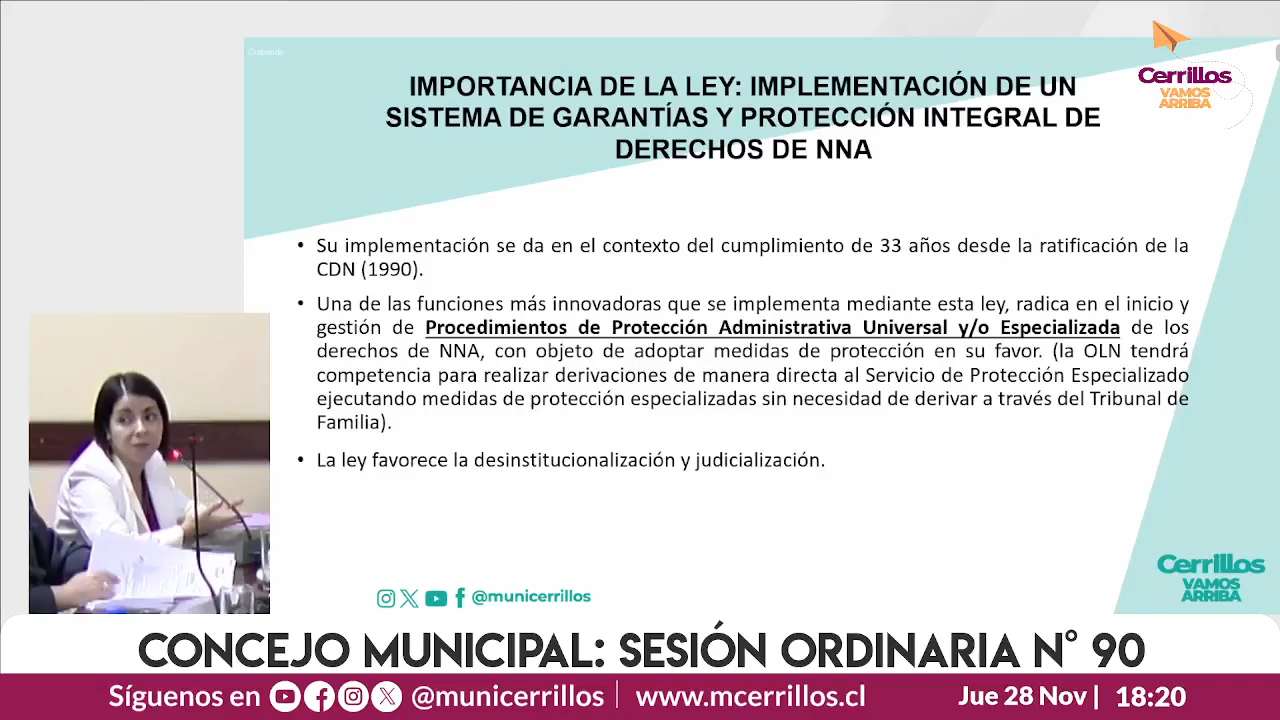 Cerrillos
VAMOS
ARRIBA
IMPORTANCIA DE LA LEY: IMPLEMENTACIÓN DE UN
SISTEMA DE GARANTÍAS Y PROTECCIÓN INTEGRAL DE
DERECHOS DE NNA
• Su implementación se da en el contexto del cumplimiento de 33 años desde la ratificación de la
CDN (1990).
• Una de las funciones más innovadoras que se implementa mediante esta ley, radica en el inicio y
gestión de Procedimientos de Protección Administrativa Universal y/o Especializada de los
derechos de NNA, con objeto de adoptar medidas de protección en su favor. (la OLN tendrá
competencia para realizar derivaciones de manera directa al Servicio de Protección Especializado
ejecutando medidas de protección especializadas sin necesidad de derivar a través del Tribunal de
Familia).
• La ley favorece la desinstitucionalización y judicialización.
@municerrillos
Cerrillos
VAMOS
ARRIBA
CONCEJO MUNICIPAL: SESIÓN ORDINARIA N° 90
Síguenos en @municerrillos | www.mcerrillos.cl Jue 28 Nov | 18:20